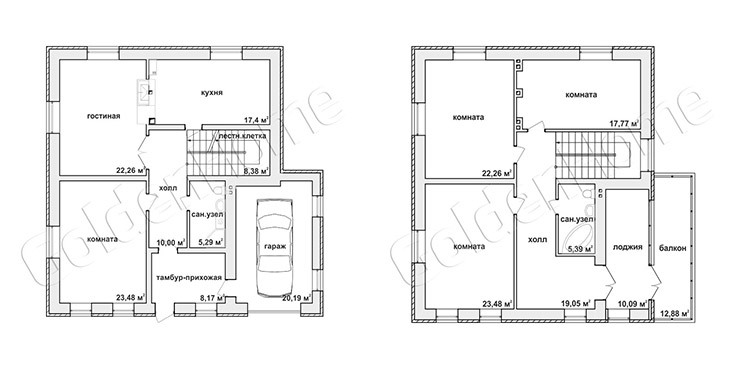 гостиная
кухня
17,4 м²
лестн.клетка
22,26 м²
8,38 м²
холл
сан.узел
комната
10,00 м²
5,29 м²
гараж
тамбур-прихожая
23,48 м²
8,17 м²
20,19 м²
GoldenHome
комната
комната
17,77 м²
22,26 м²
сан.узел
комната
холл
5,39 м²
лоджия
балкон
23,48 м²
19,05 м²
10,09 м²
12,88 м²
GoldenHome